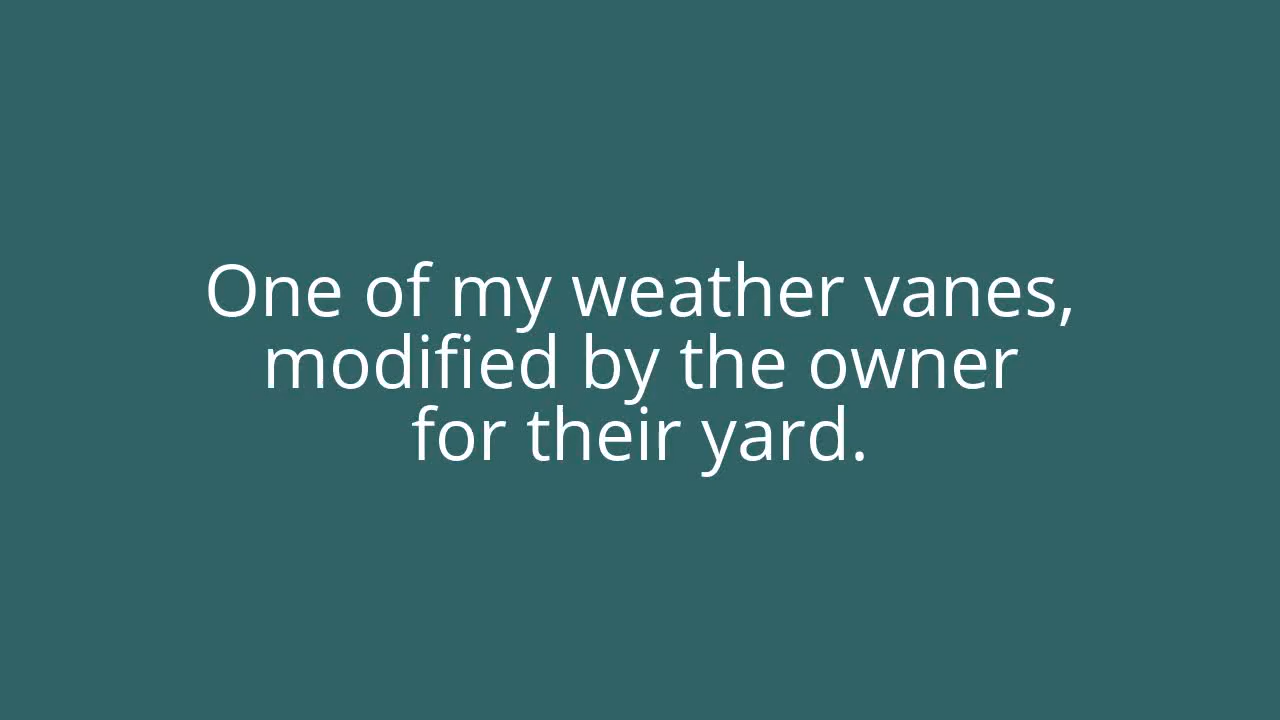 One of my weather vanes,
modified by the owner
for their yard.